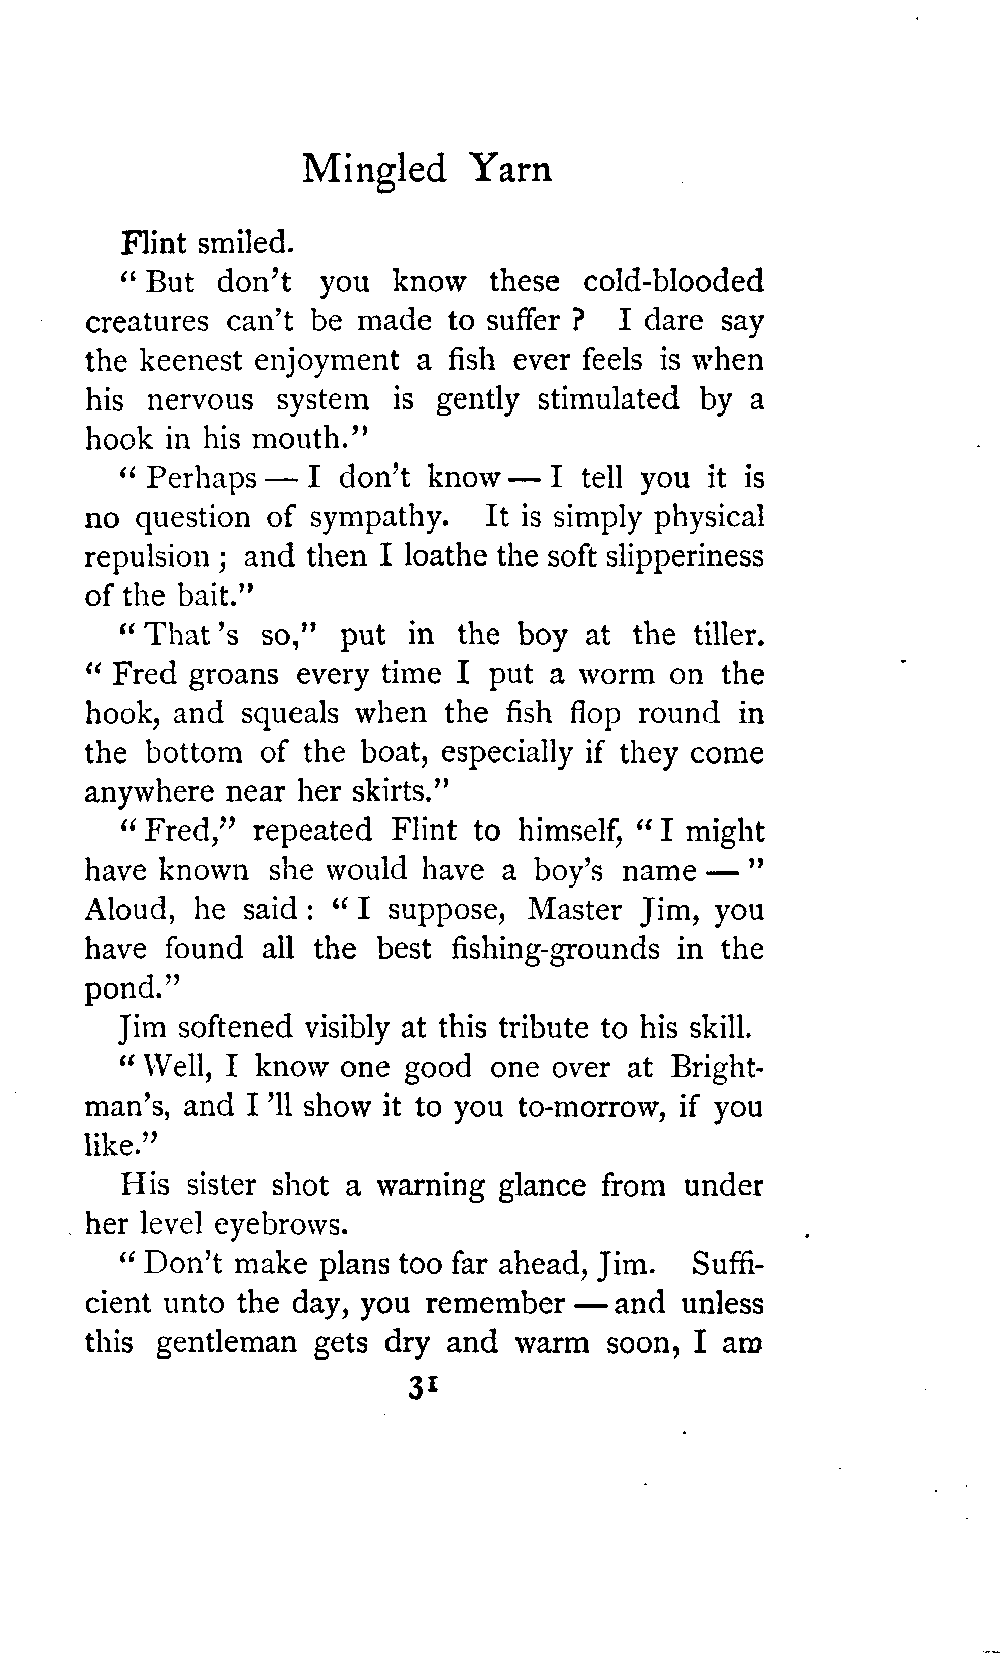 Mingled Yarn
Flint smiled.
“ But don't you know these cold-blooded
creatures can't be made to suffer ? I dare say
the keenest enjoyment a fish ever feels is when
his nervous system is gently stimulated by a
hook in his mouth.”
“ Perhaps — I don't know — I tell you it is
no question of sympathy. It is simply physical
repulsion ; and then I loathe the soft slipperiness
of the bait.”
“ That 's so,” put in the boy at the tiller.
“ Fred groans every time I put a worm on the
hook, and squeals when the fish flop round in
the bottom of the boat, especially if they come
anywhere near her skirts.”
“ Fred,” repeated Flint to himself, “ I might
have known she would have a boy's name — ”
Aloud, he said : “ I suppose, Master Jim, you
have found all the best fishing-grounds in the
pond.”
Jim softened visibly at this tribute to his skill.
“ Well, I know one good one over at Bright-
man's, and I 'll show it to you to-morrow, if you
like.”
His sister shot a warning glance from under
her level eyebrows.
“ Don't make plans too far ahead, Jim. Suffi-
cient unto the day, you remember — and unless
this gentleman gets dry and warm soon, I am
31